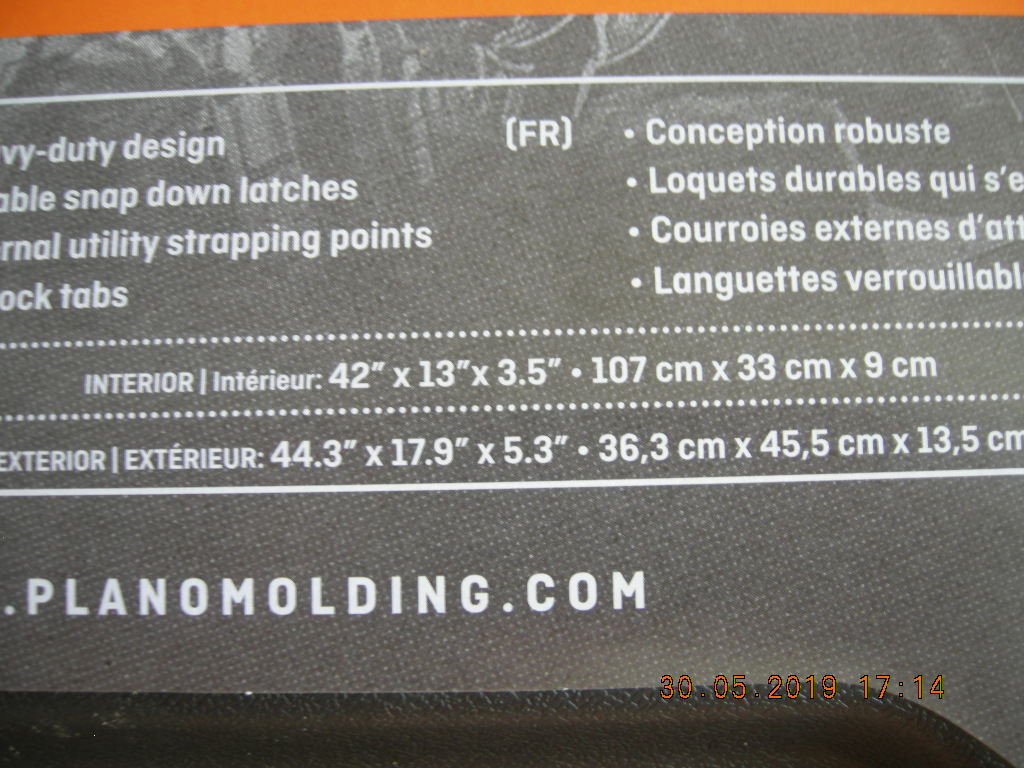 vy-duty design
able snap down latches
rnal utility strapping points
ock tabs
(FR) • Conception robuste
• Loquets durables qui s’e
• Courroies externes d’att
• Languettes verrouillabl
INTERIOR | Intérieur: 42” x 13”x 3.5” • 107 cm x 33 cm x 9 cm
EXTERIOR | EXTÉRIEUR: 44.3” x 17.9” x 5.3” • 36,3 cm x 45,5 cm x 13,5 cm
.PLANOMOLDING.COM
30.05.2019 17:14